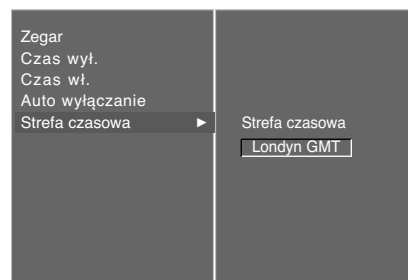 Zegar
Czas wył.
Czas wł.
Auto wyłączanie
Strefa czasowa ►
Strefa czasowa
Londyn GMT